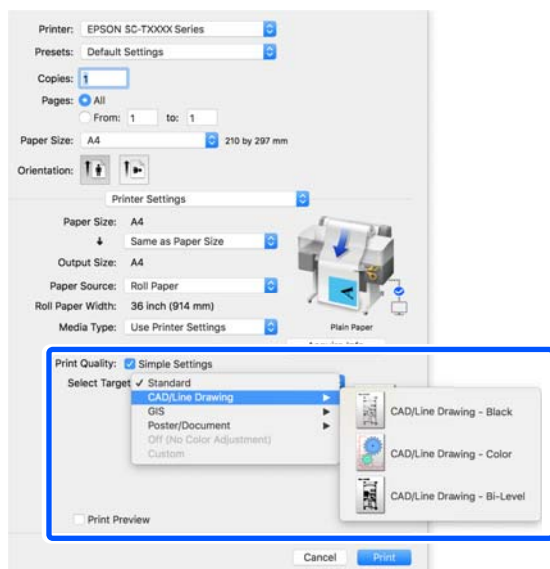 Printer: EPSON SC-TXXXX Series
Presets: Default Settings
Copies: 1
Pages: All
From: 1 to: 1
Paper Size: A4 210 by 297 mm
Orientation:
Printer Settings
Paper Size: A4
Same as Paper Size
Output Size: A4
Paper Source: Roll Paper
Roll Paper Width: 36 inch (914 mm)
Media Type: Use Printer Settings
Plain Paper
Print Quality: Simple Settings
Select Target ✓ Standard
CAD/Line Drawing
GIS
Poster/Document
Off (No Color Adjustment)
Custom
CAD/Line Drawing - Black
CAD/Line Drawing - Color
CAD/Line Drawing - Bi-Level
Print Preview
Cancel Print